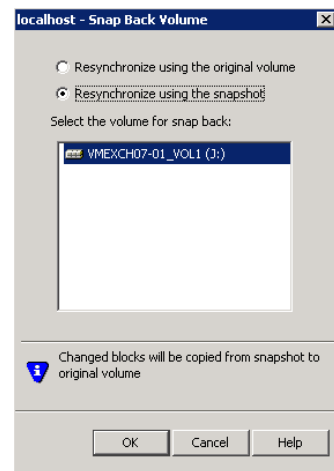 localhost - Snap Back Volume
Resynchronize using the original volume
Resynchronize using the snapshot
Select the volume for snap back:
VMEXCH07-01_VOL1 (J:)
Changed blocks will be copied from snapshot to
original volume
OK Cancel Help